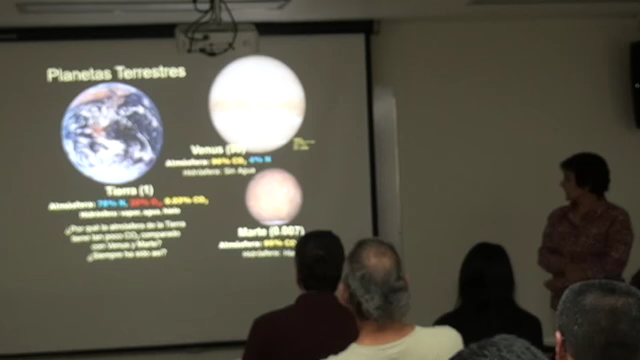 Planetas Terrestres
Venus
Atmósfera: 96% CO₂ 4% N
Hidrósfera: Sin Agua
Tierra (1)
Atmósfera: 78% N, 20% O₂, 0.03% CO₂
Hidrósfera: vapor, agua, hielo
¿Por qué la atmósfera de la Tierra
tiene tan poco CO₂ comparado
con Venus y Marte?
¿Siempre ha sido así?
Marte (0.007)
Atmósfera: 95% CO
Hidrósfera: